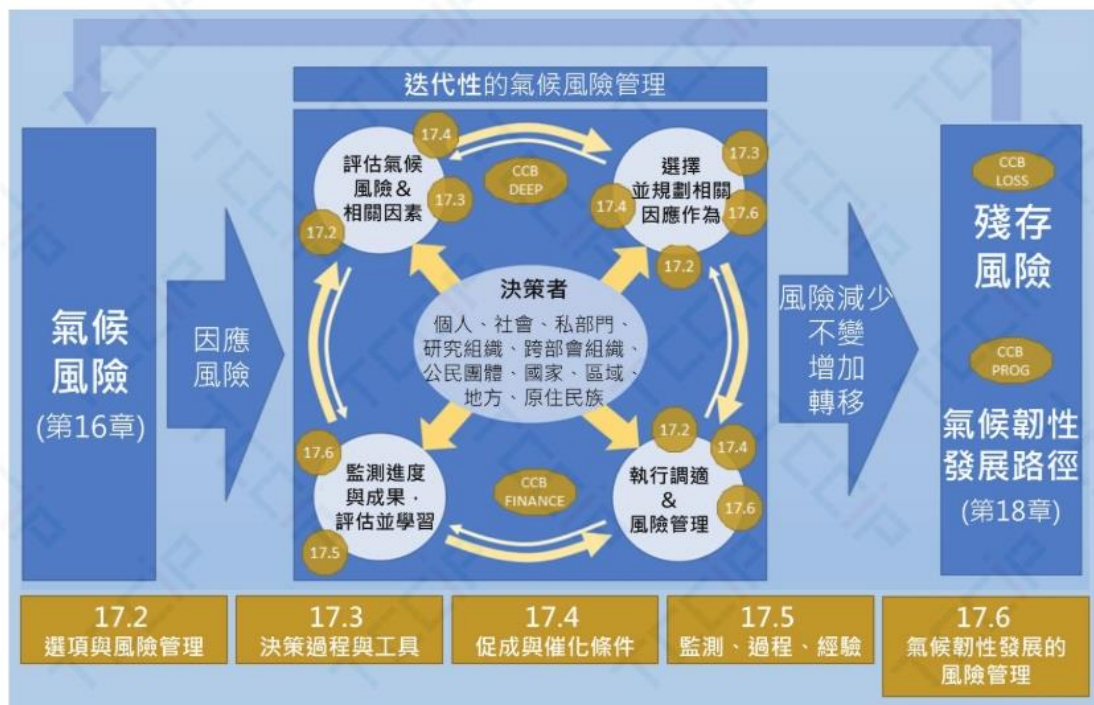 迭代性的氣候風險管理
氣候
風險
(第16章)
因應
風險
評估氣候
風險&
相關因素
17.4
17.3
17.2
CCB
DEEP
選擇
並規劃相關
因應作為
17.3
17.4
17.6
17.2
決策者
個人、社會、私部門、
研究組織、跨部會組織、
公民團體、國家、區域、
地方、原住民族
17.6
監測進度
與成果，
評估並學習
17.5
CCB
FINANCE
17.2
17.4
執行調適
&
風險管理
17.6
風險減少
不變
增加
轉移
CCB
LOSS
殘存
風險
CCB
PROG
氣候韌性
發展路徑
(第18章)
17.2
選項與風險管理
17.3
決策過程與工具
17.4
促成與催化條件
17.5
監測、過程、經驗
17.6
氣候韌性發展的
風險管理
TCCIP